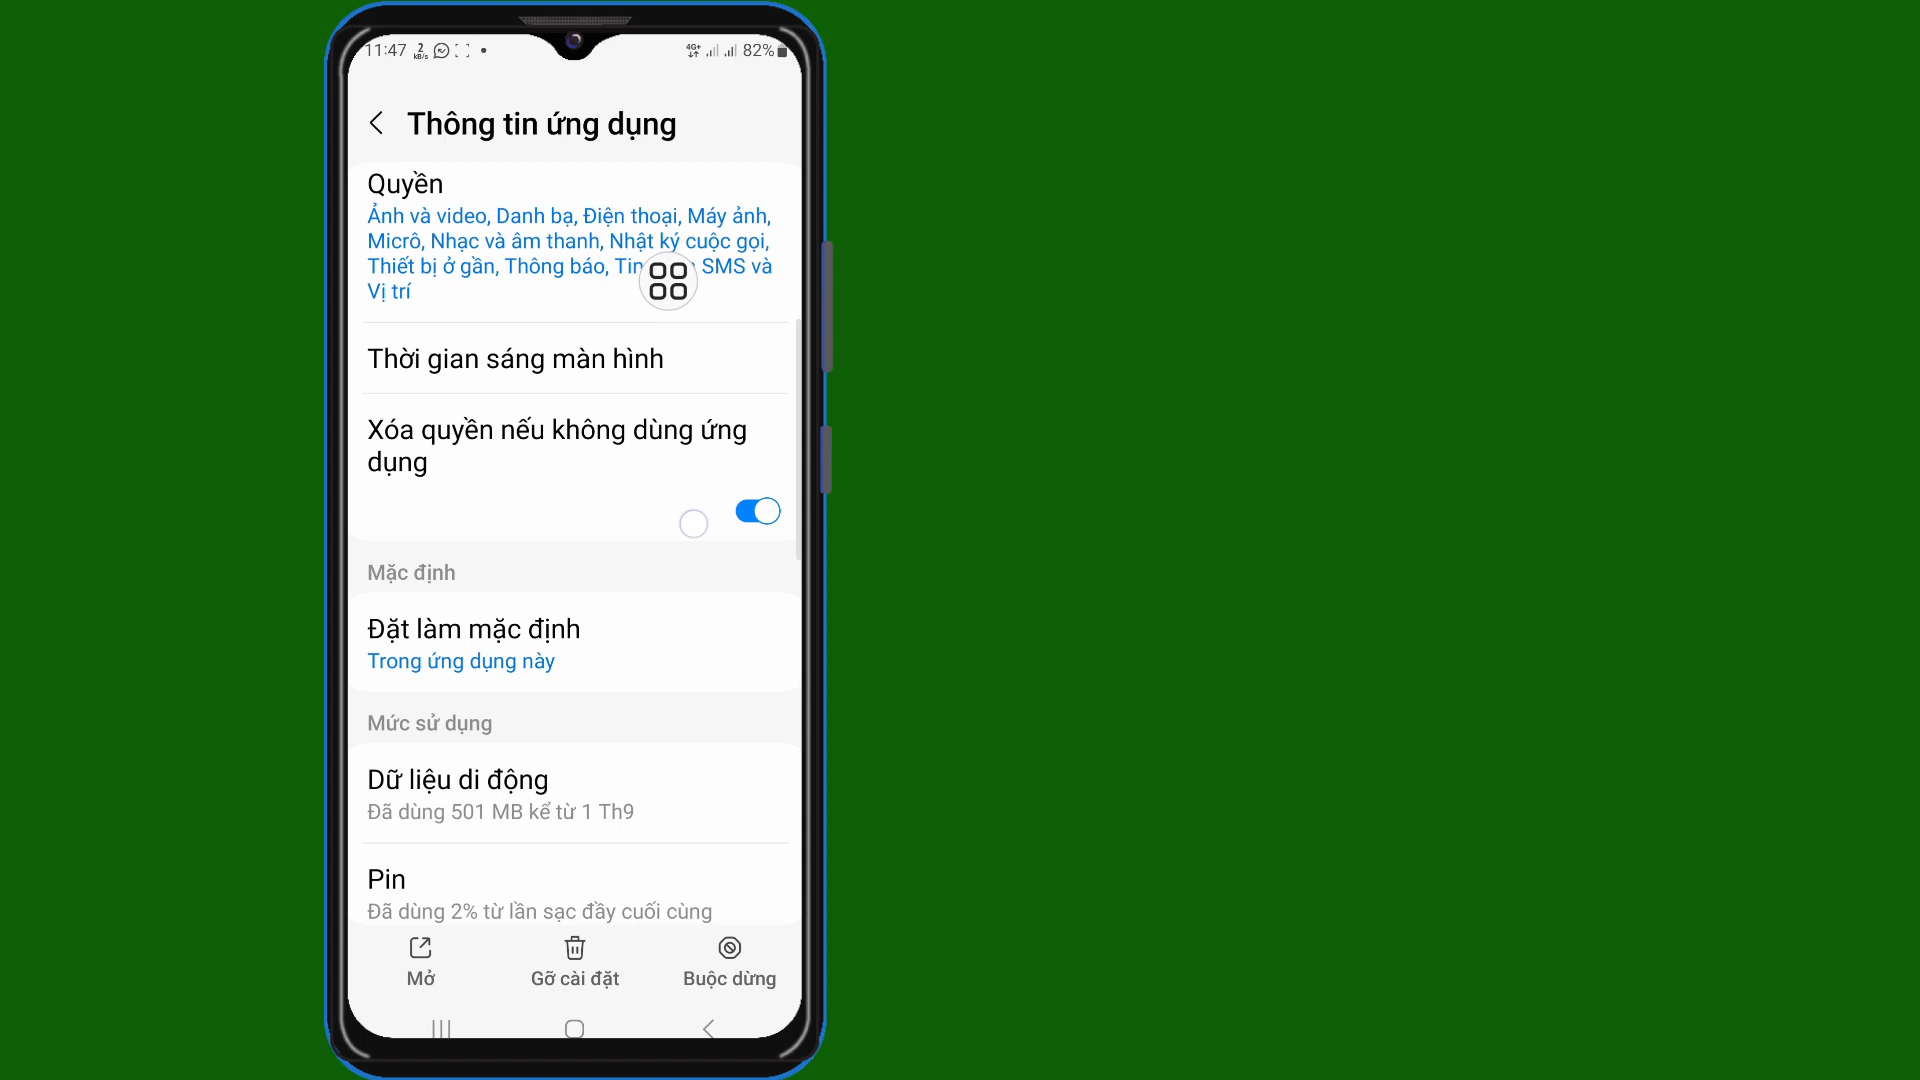 11:47 2 kB/s 4G+ 82%
Thông tin ứng dụng
Quyền
Ảnh và video, Danh bạ, Điện thoại, Máy ảnh,
Micrô, Nhạc và âm thanh, Nhật ký cuộc gọi,
Thiết bị ở gần, Thông báo, SMS và
Vị trí
Thời gian sáng màn hình
Xóa quyền nếu không dùng ứng
dụng
Mặc định
Đặt làm mặc định
Trong ứng dụng này
Mức sử dụng
Dữ liệu di động
Đã dùng 501 MB kể từ 1 Th9
Pin
Đã dùng 2% từ lần sạc đầy cuối cùng
Mở Gỡ cài đặt Buộc dừng